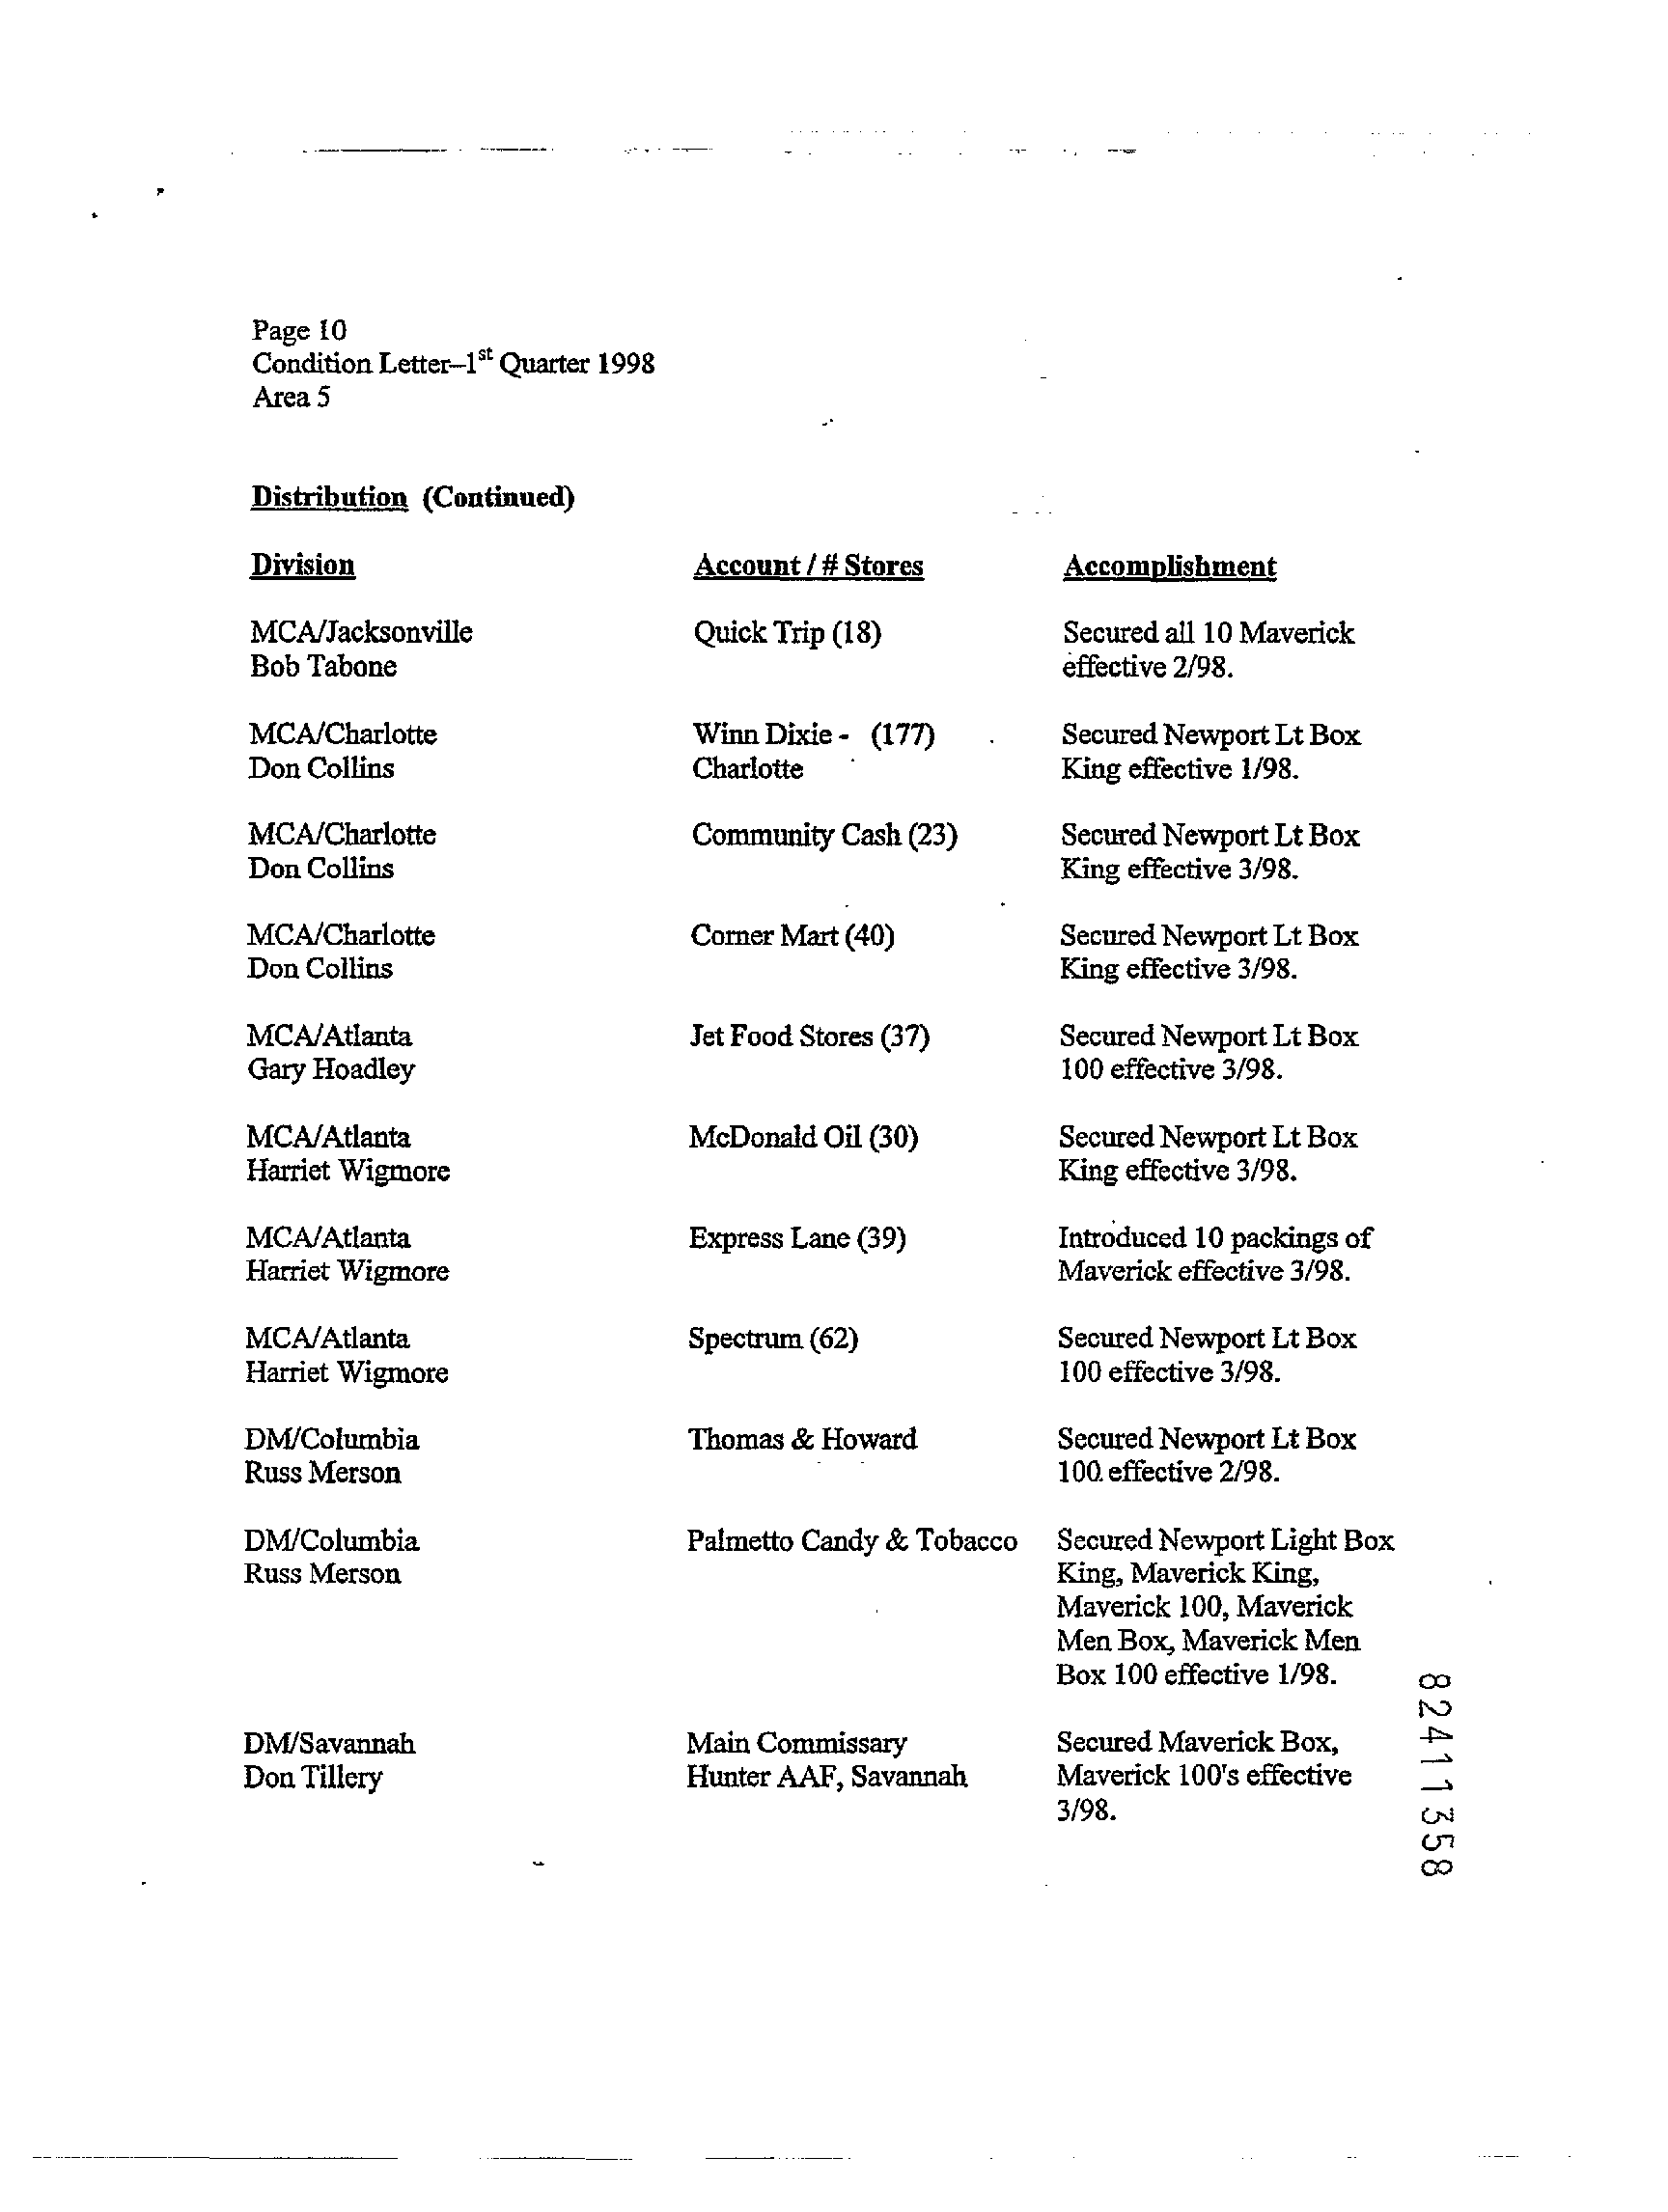 Page 10
Condition Letter–1st Quarter 1998
Area 5
Distribution (Continued)
Division Account / # Stores Accomplishment
MCA/Jacksonville Quick Trip (18) Secured all 10 Maverick
Bob Tabone effective 2/98.
MCA/Charlotte Winn Dixie - (177) Secured Newport Lt Box
Don Collins Charlotte King effective 1/98.
MCA/Charlotte Community Cash (23) Secured Newport Lt Box
Don Collins King effective 3/98.
MCA/Charlotte Corner Mart (40) Secured Newport Lt Box
Don Collins King effective 3/98.
MCA/Atlanta Jet Food Stores (37) Secured Newport Lt Box
Gary Hoadley 100 effective 3/98.
MCA/Atlanta McDonald Oil (30) Secured Newport Lt Box
Harriet Wigmore King effective 3/98.
MCA/Atlanta Express Lane (39) Introduced 10 packings of
Harriet Wigmore Maverick effective 3/98.
MCA/Atlanta Spectrum (62) Secured Newport Lt Box
Harriet Wigmore 100 effective 3/98.
DM/Columbia Thomas & Howard Secured Newport Lt Box
Russ Merson 100 effective 2/98.
DM/Columbia Palmetto Candy & Tobacco Secured Newport Light Box
Russ Merson King, Maverick King,
Maverick 100, Maverick
Men Box, Maverick Men
Box 100 effective 1/98.
DM/Savannah Main Commissary Secured Maverick Box,
Don Tillery Hunter AAF, Savannah Maverick 100's effective
3/98.
82411358